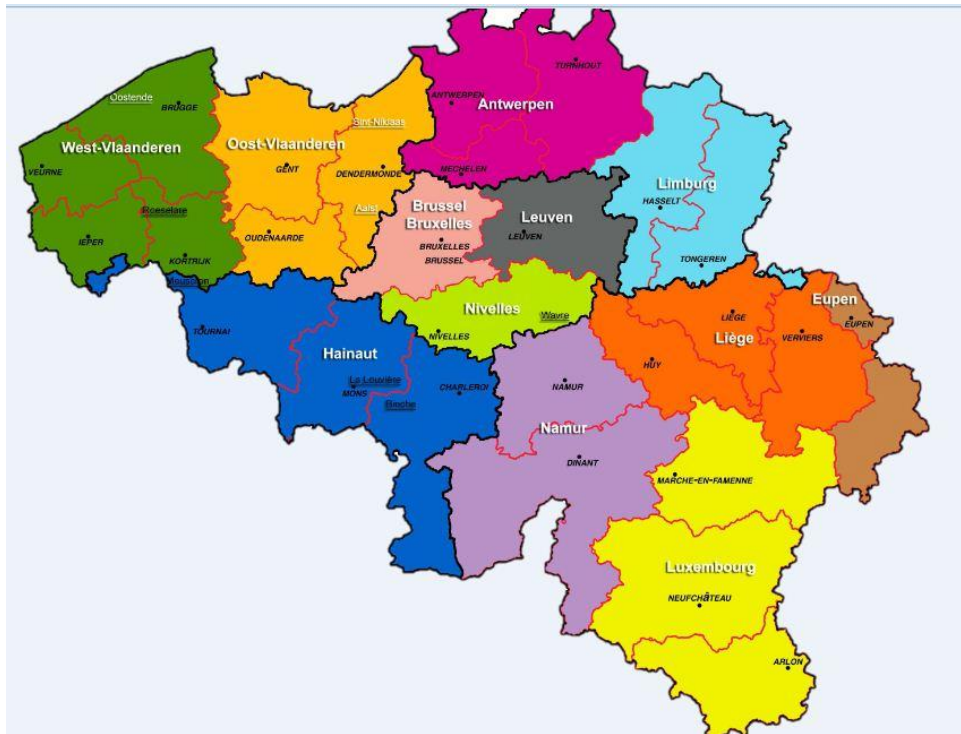 TURNHOUT
Oostende
BRUGGE
ANTWERPEN
Antwerpen
Sint-Niklaas
West-Vlaanderen
Oost-Vlaanderen
VEURNE
GENT
DENDERMONDE
MECHELEN
Limburg
HASSELT
Roeselare
Aalst
Brussel
Bruxelles
Leuven
LEUVEN
IEPER
OUDENAARDE
BRUXELLES
BRUSSEL
KORTRIJK
TONGEREN
Mouscron
Nivelles
Wavre
NIVELLES
Eupen
EUPEN
LIÈGE
Liège
VERVIERS
TOURNAI
Hainaut
HUY
La Louvière
MONS
CHARLEROI
Binche
NAMUR
Namur
DINANT
MARCHE-EN-FAMENNE
Luxembourg
NEUFCHÂTEAU
ARLON